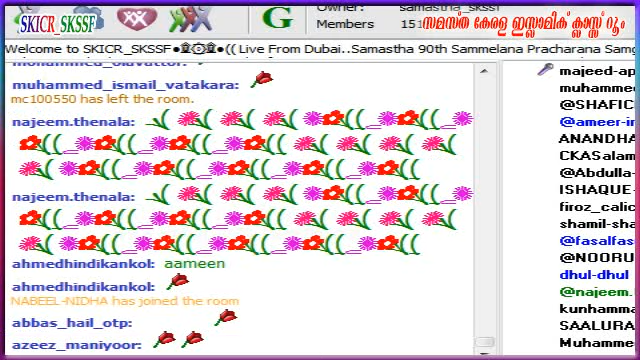 SKICR_SKSSF
G
Owner: samastha_SKSSF
Members 151
സമസ്ത കേരള ഇസ്ലാമിക് ക്ലാസ്സ് റൂം
Welcome to SKICR_SKSSF●۩۞۩●(( Live From Dubai..Samastha 90th Sammelana Pracharana Samg
muhammed_ismail_vatakara:
mc100550 has left the room.
najeem.thenala:
najeem.thenala:
ahmedhindikankol: aameen
ahmedhindikankol:
NABEEL-NIDHA has joined the room
abbas_hail_otp:
azeez_maniyoor:
majeed-ap
muhamme
@SHAFIC
@ameer-ir
ANANDHA
CKASalam
@Abdulla-
ISHAQUE
firoz_calic
shamil-shar
@fasalfas
@NOORU
dhul-dhul
@najeem.
kunhamma
SAALURA
Muhammed